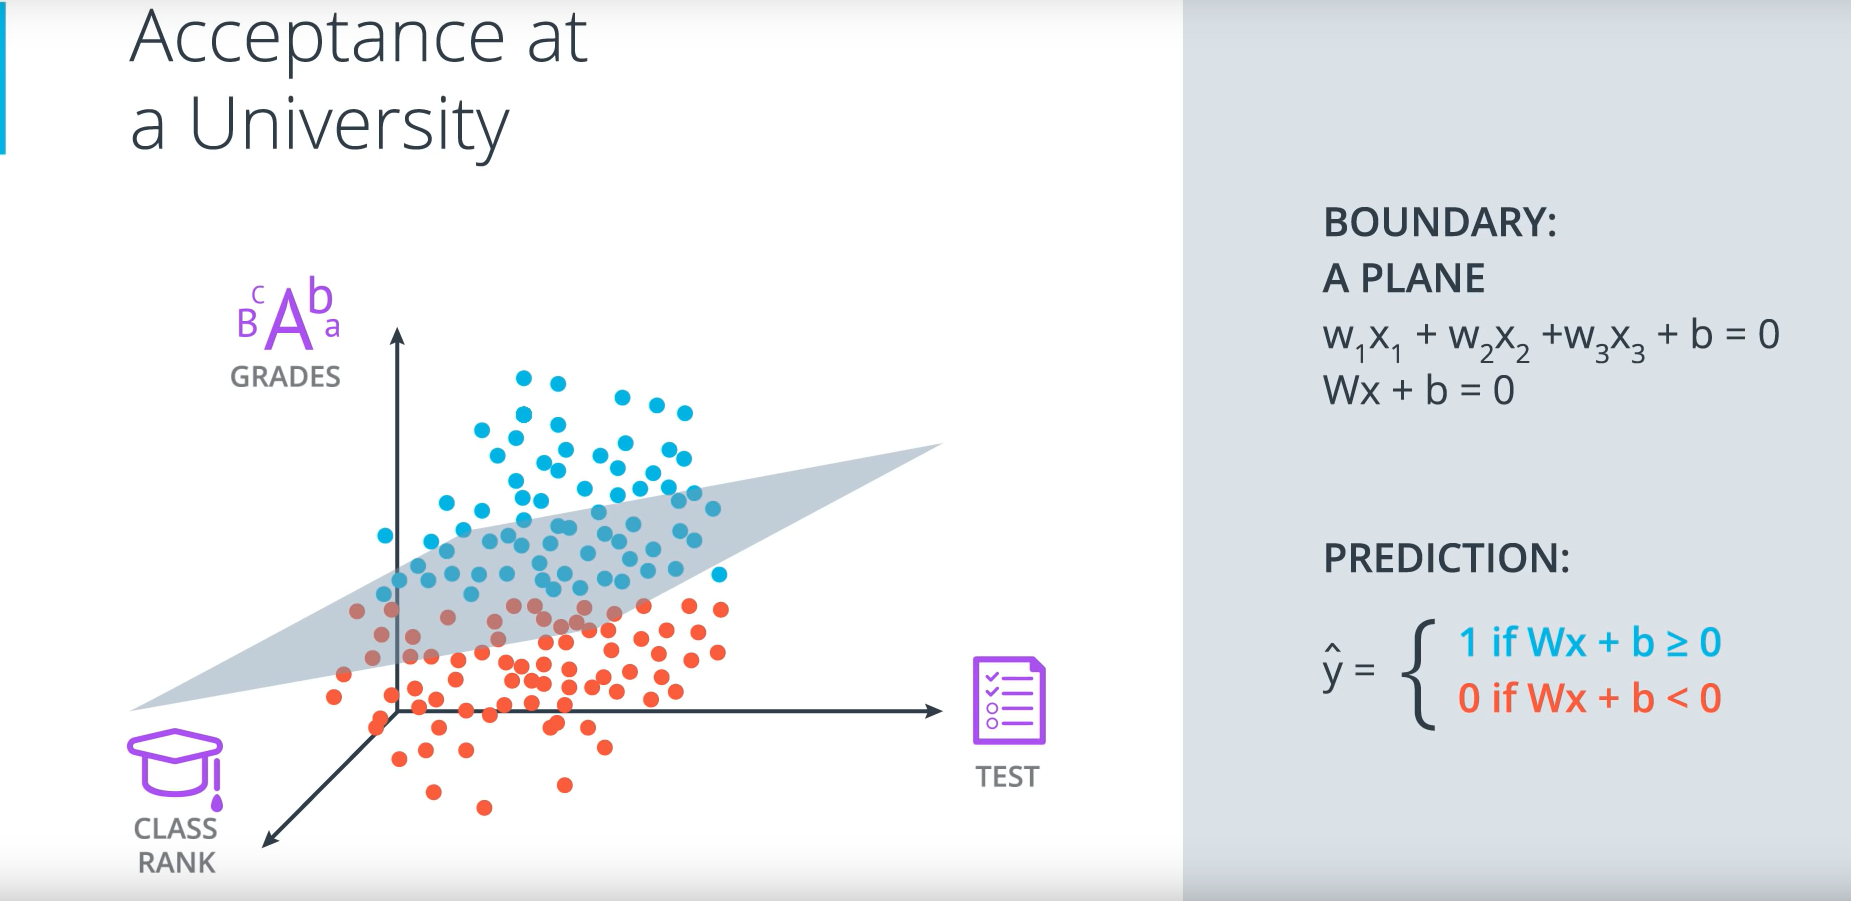 Acceptance at
a University
C
B A b a
GRADES
CLASS
RANK
TEST
BOUNDARY:
A PLANE
w₁x₁ + w₂x₂ +w₃x₃ + b = 0
Wx + b = 0
PREDICTION:
ŷ = { 1 if Wx + b ≥ 0
0 if Wx + b < 0